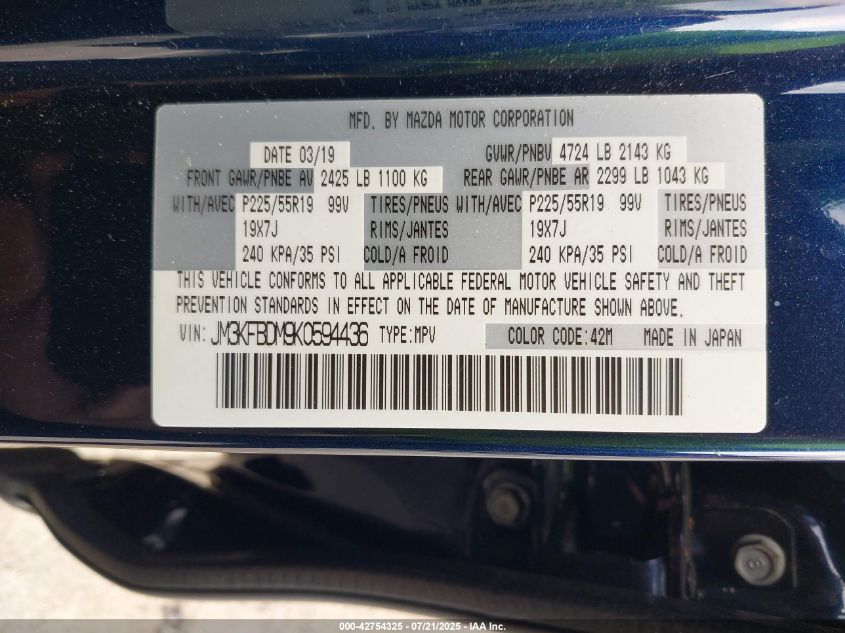 MFD. BY MAZDA MOTOR CORPORATION
DATE 03/19
GVWR/PNBV 4724 LB 2143 KG
FRONT GAWR/PNBE AV 2425 LB 1100 KG
REAR GAWR/PNBE AR 2299 LB 1043 KG
WITH/AVEC P225/55R19 99V TIRES/PNEUS WITH/AVEC P225/55R19 99V TIRES/PNEUS
19X7J RIMS/JANTES 19X7J RIMS/JANTES
240 KPA/35 PSI COLD/A FROID 240 KPA/35 PSI COLD/A FROID
THIS VEHICLE CONFORMS TO ALL APPLICABLE FEDERAL MOTOR VEHICLE SAFETY AND THEFT
PREVENTION STANDARDS IN EFFECT ON THE DATE OF MANUFACTURE SHOWN ABOVE.
VIN: JM3KFBDM9K0594436 TYPE:MPV COLOR CODE:42M MADE IN JAPAN
000-42754325 - 07/21/2025 - IAA Inc.